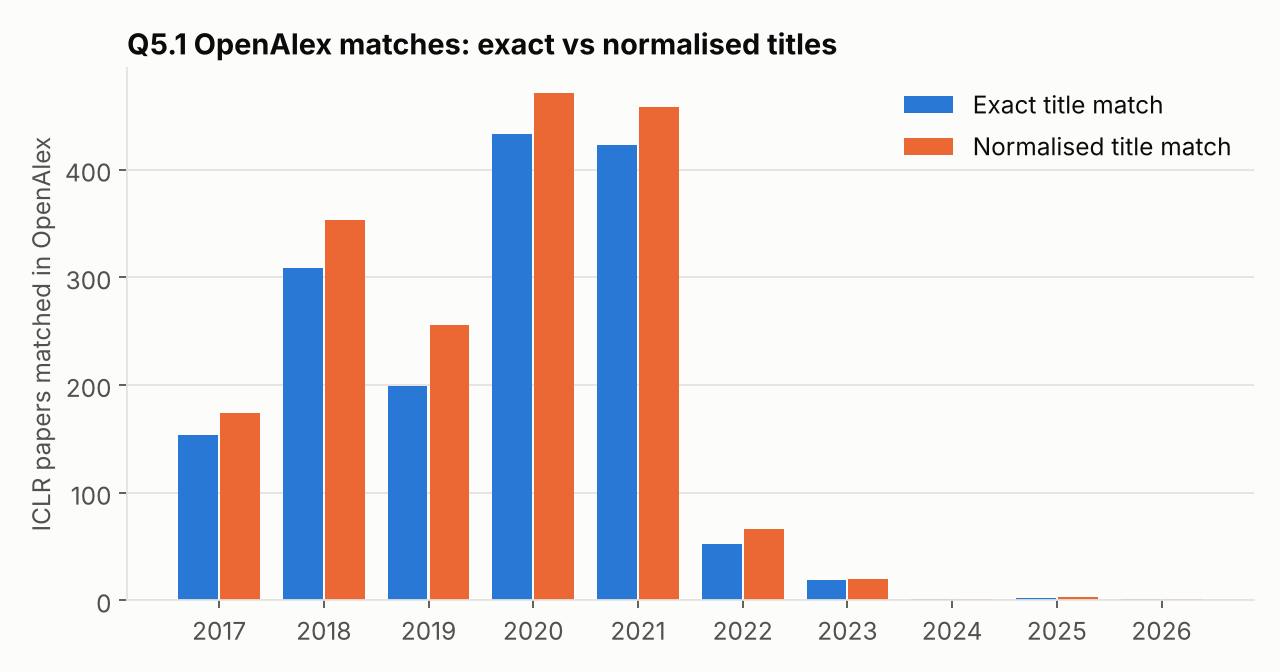 Q5.1 OpenAlex matches: exact vs normalised titles
Exact title match
Normalised title match
ICLR papers matched in OpenAlex
400
300
200
100
0
2017 2018 2019 2020 2021 2022 2023 2024 2025 2026